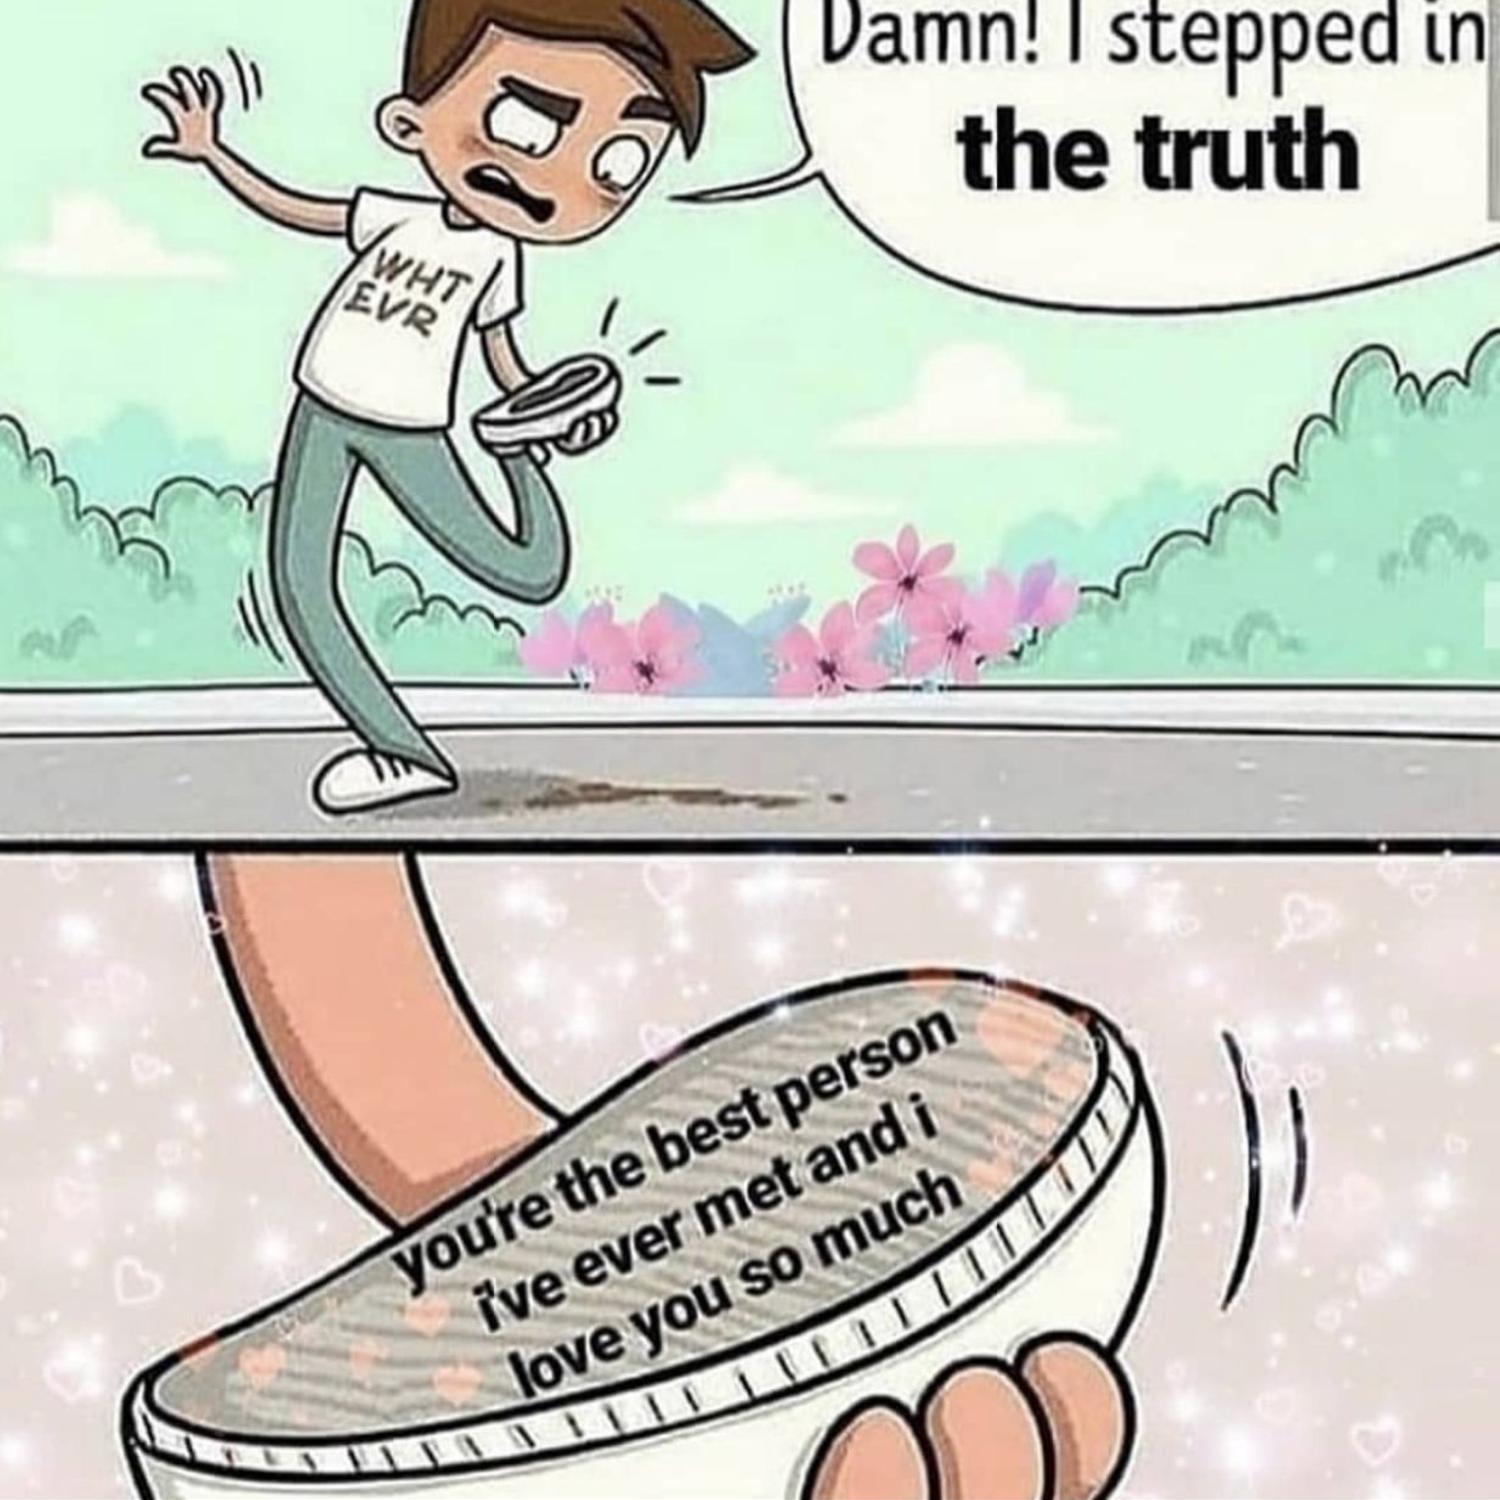 Damn! I stepped in
the truth
WHT
EVR
you're the best person
i've ever met and i
love you so much